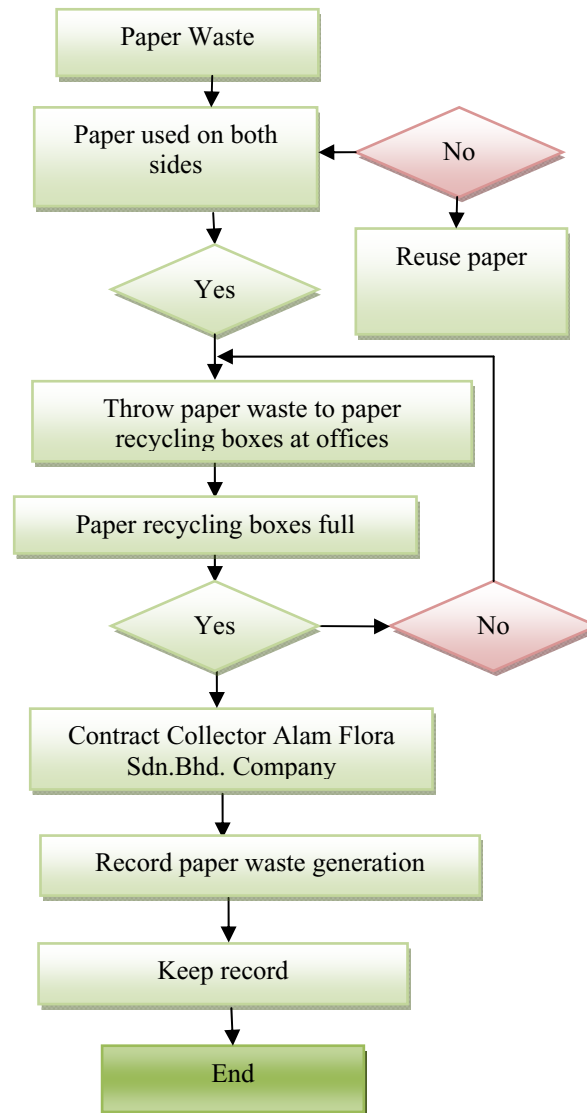 Paper Waste
Paper used on both
sides
No
Reuse paper
Yes
Throw paper waste to paper
recycling boxes at offices
Paper recycling boxes full
Yes
No
Contract Collector Alam Flora
Sdn.Bhd. Company
Record paper waste generation
Keep record
End